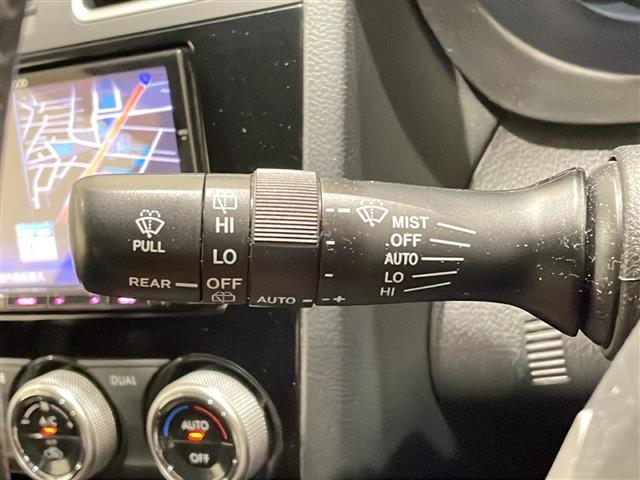 PULL
REAR
HI
LO
OFF
AUTO
- +
MIST
OFF
AUTO
LO
HI
DUAL
A/C
AUTO
OFF